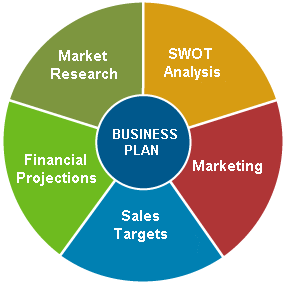 Market
Research
SWOT
Analysis
BUSINESS
PLAN
Financial
Projections
Marketing
Sales
Targets